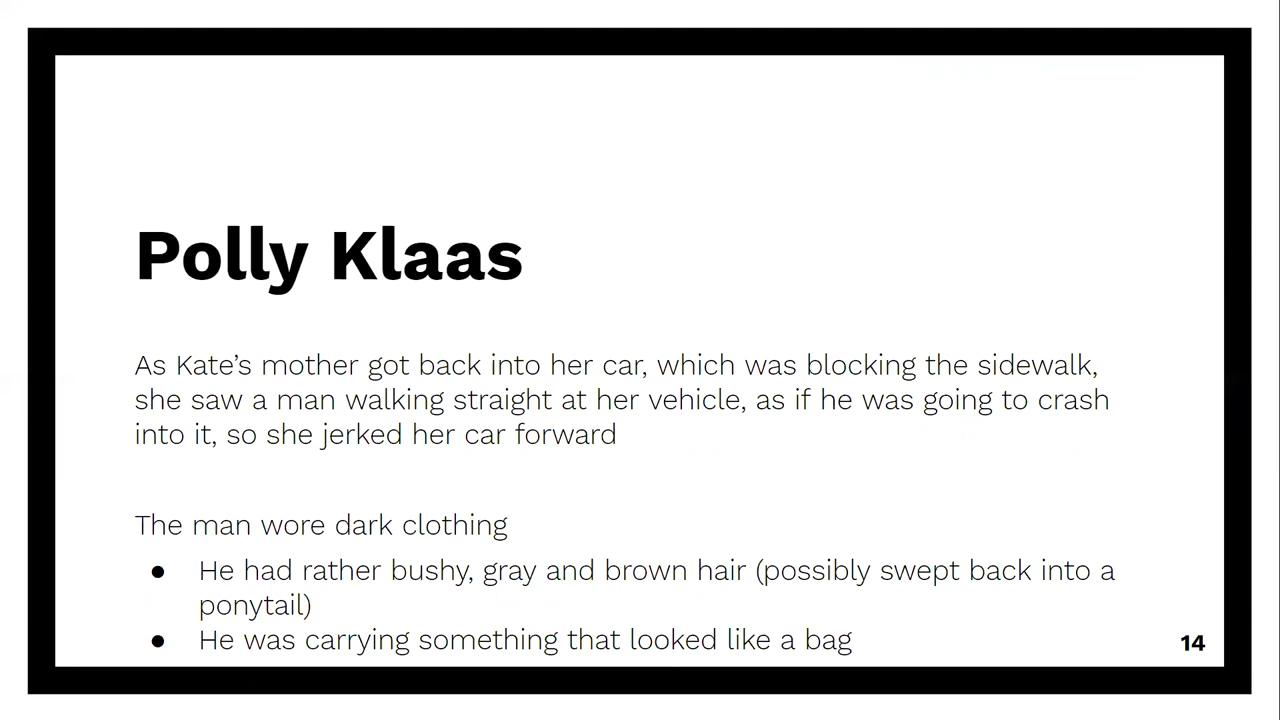 Polly Klaas
As Kate’s mother got back into her car, which was blocking the sidewalk,
she saw a man walking straight at her vehicle, as if he was going to crash
into it, so she jerked her car forward
The man wore dark clothing
● He had rather bushy, gray and brown hair (possibly swept back into a
ponytail)
● He was carrying something that looked like a bag
14